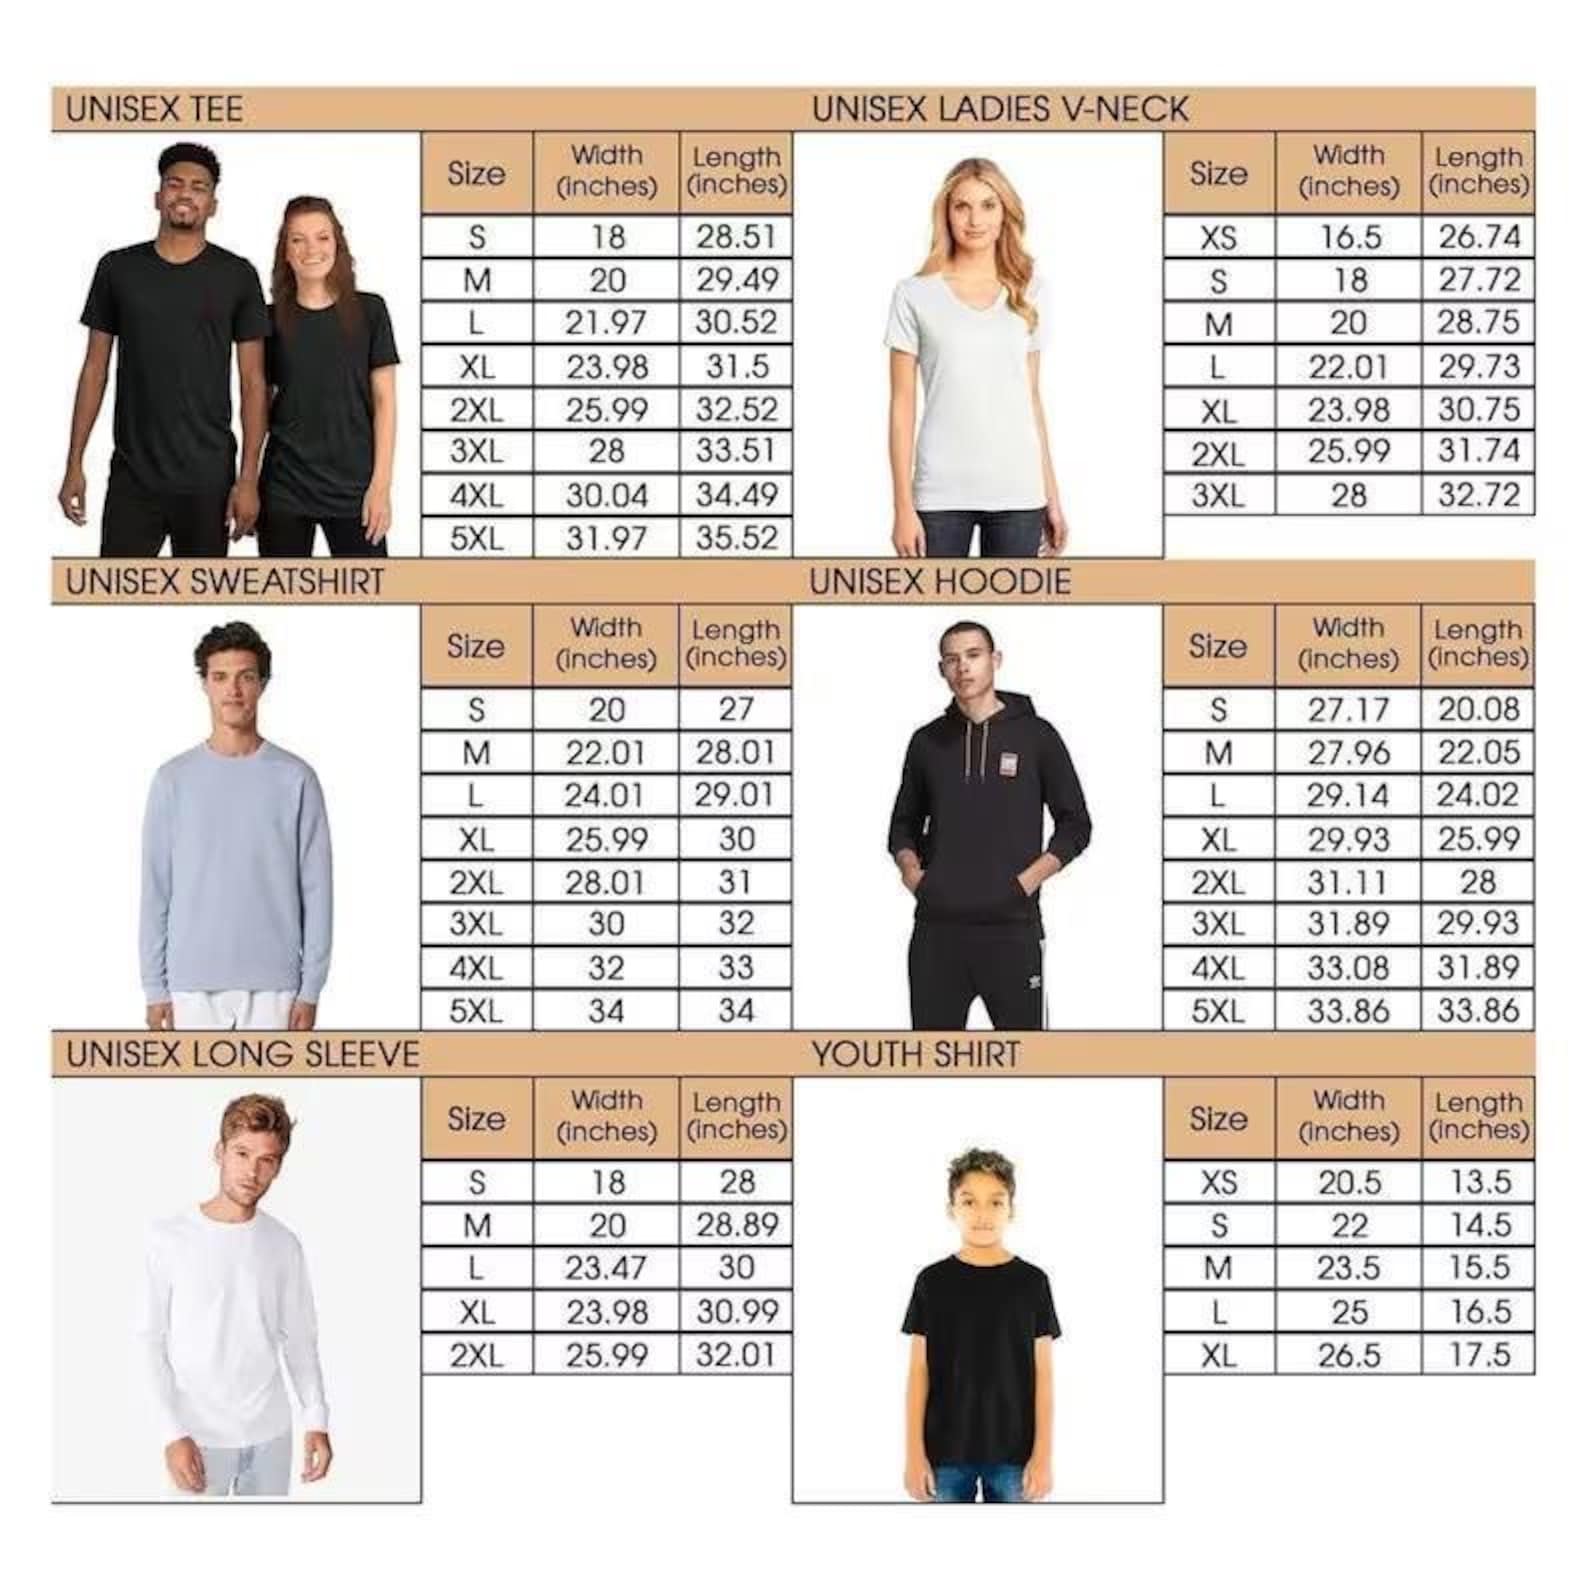 UNISEX TEE
Size Width (inches) Length (inches)
S 18 28.51
M 20 29.49
L 21.97 30.52
XL 23.98 31.5
2XL 25.99 32.52
3XL 28 33.51
4XL 30.04 34.49
5XL 31.97 35.52
UNISEX LADIES V-NECK
Size Width (inches) Length (inches)
XS 16.5 26.74
S 18 27.72
M 20 28.75
L 22.01 29.73
XL 23.98 30.75
2XL 25.99 31.74
3XL 28 32.72
UNISEX SWEATSHIRT
Size Width (inches) Length (inches)
S 20 27
M 22.01 28.01
L 24.01 29.01
XL 25.99 30
2XL 28.01 31
3XL 30 32
4XL 32 33
5XL 34 34
UNISEX HOODIE
Size Width (inches) Length (inches)
S 27.17 20.08
M 27.96 22.05
L 29.14 24.02
XL 29.93 25.99
2XL 31.11 28
3XL 31.89 29.93
4XL 33.08 31.89
5XL 33.86 33.86
UNISEX LONG SLEEVE
Size Width (inches) Length (inches)
S 18 28
M 20 28.89
L 23.47 30
XL 23.98 30.99
2XL 25.99 32.01
YOUTH SHIRT
Size Width (inches) Length (inches)
XS 20.5 13.5
S 22 14.5
M 23.5 15.5
L 25 16.5
XL 26.5 17.5